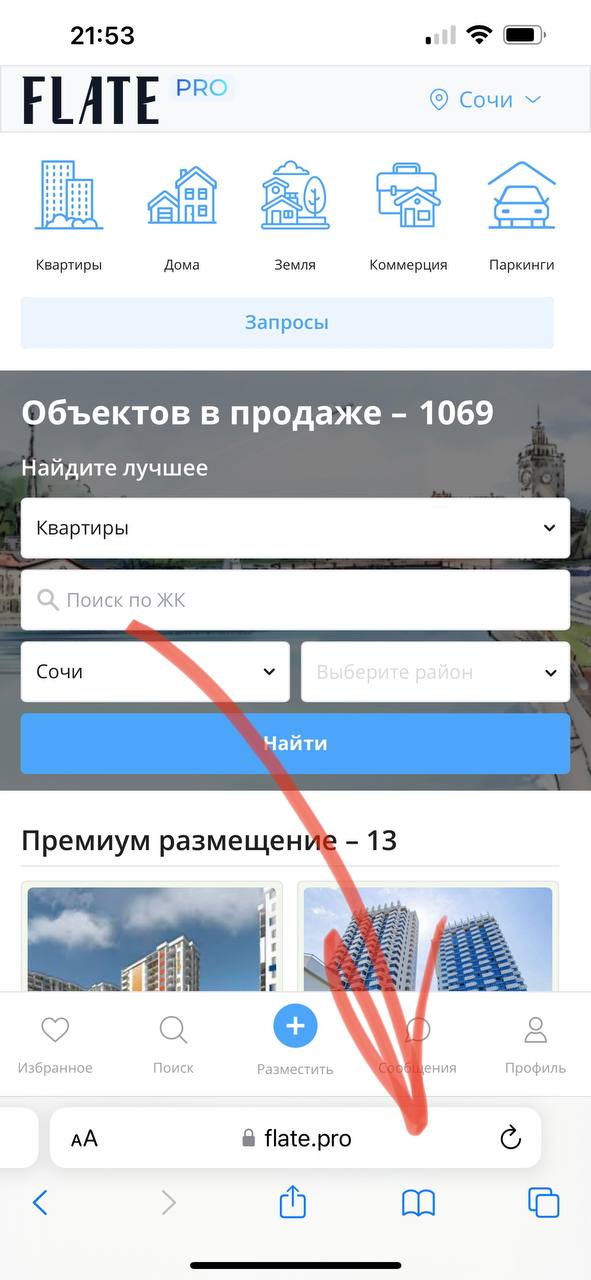 21:53
FLATE PRO
Сочи
Квартиры Дома Земля Коммерция Паркинги
Запросы
Объектов в продаже – 1069
Найдите лучшее
Квартиры
Поиск по ЖК
Сочи Выберите район
Найти
Премиум размещение – 13
Избранное Поиск Разместить Сообщения Профиль
AA flate.pro